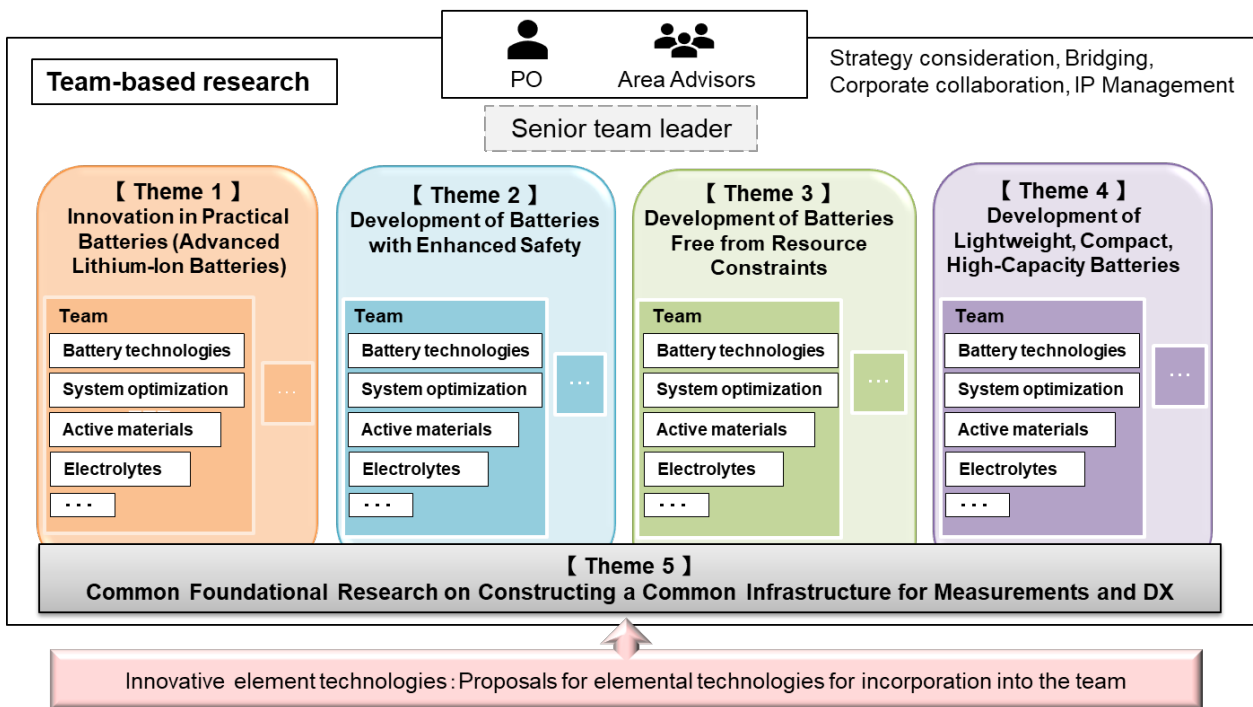 PO
Area Advisors
Strategy consideration, Bridging,
Corporate collaboration, IP Management
Team-based research
Senior team leader
【 Theme 1 】
Innovation in Practical
Batteries (Advanced
Lithium-Ion Batteries)
Team
Battery technologies
System optimization
Active materials
Electrolytes
･･･
…
【 Theme 2 】
Development of Batteries
with Enhanced Safety
Team
Battery technologies
System optimization
Active materials
Electrolytes
･･･
…
【 Theme 3 】
Development of Batteries
Free from Resource
Constraints
Team
Battery technologies
System optimization
Active materials
Electrolytes
･･･
…
【 Theme 4 】
Development of
Lightweight, Compact,
High-Capacity Batteries
Team
Battery technologies
System optimization
Active materials
Electrolytes
･･･
…
【 Theme 5 】
Common Foundational Research on Constructing a Common Infrastructure for Measurements and DX
Innovative element technologies：Proposals for elemental technologies for incorporation into the team